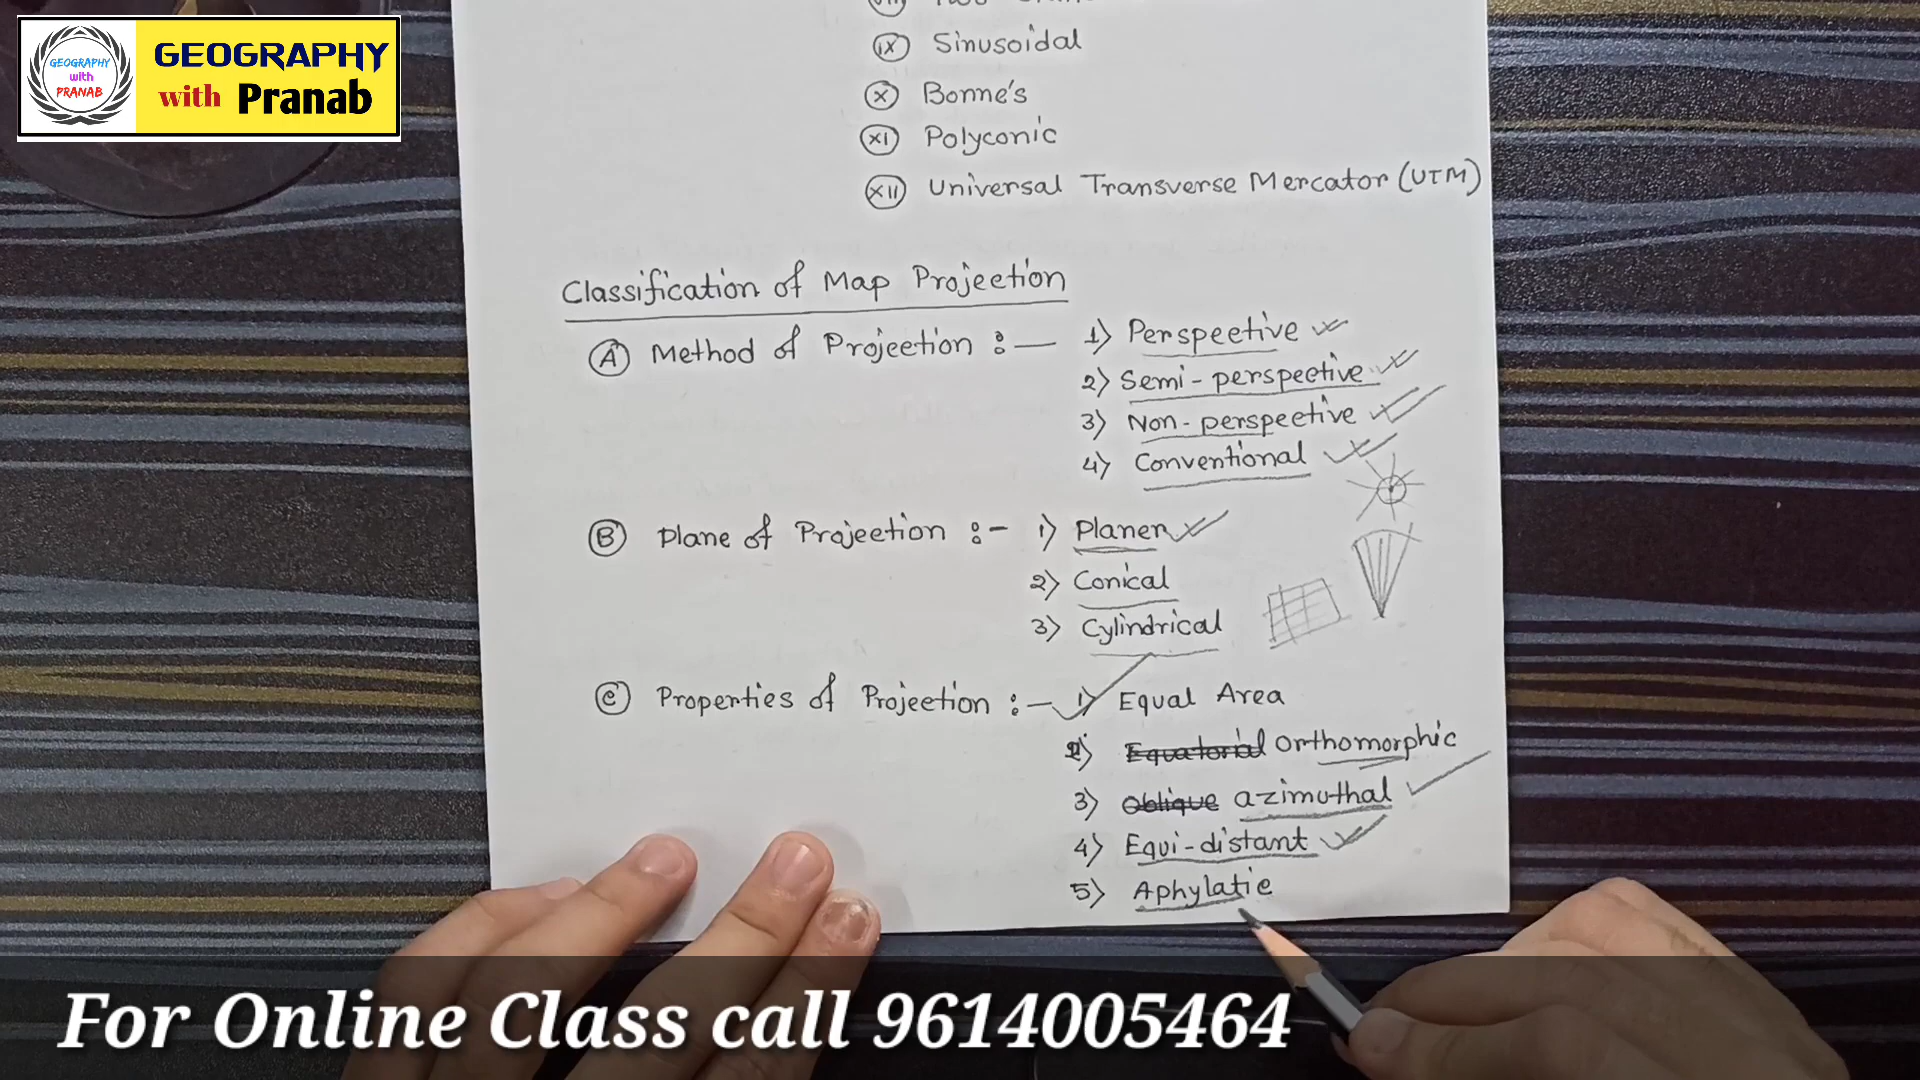 GEOGRAPHY
with
PRANAB
GEOGRAPHY
with Pranab
IX Sinusoidal
X Bonne's
XI Polyconic
XII Universal Transverse Mercator (UTM)
Classification of Map Projection
A Method of Projection :— 1) Perspective
2) Semi-perspective
3) Non-perspective
4) Conventional
B Plane of Projection :- 1) Planer
2) Conical
3) Cylindrical
C Properties of Projection :— 1) Equal Area
2) Equatorial Orthomorphic
3) Oblique azimuthal
4) Equi-distant
5) Aphylatic
For Online Class call 9614005464